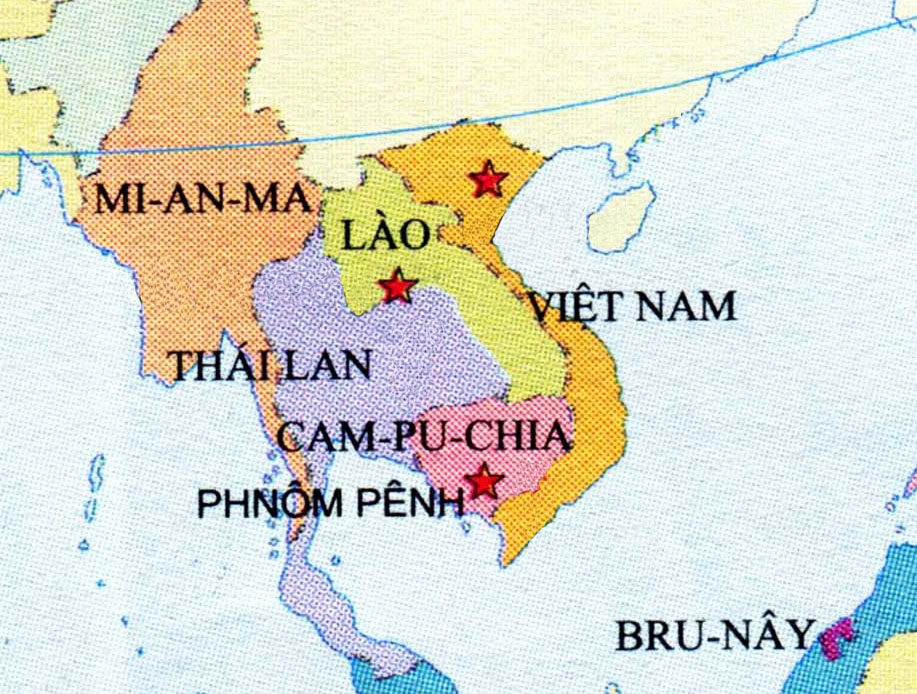 MI-AN-MA
LÀO
VIỆT NAM
THÁI LAN
CAM-PU-CHIA
PHNÔM PÊNH
BRU-NÂY